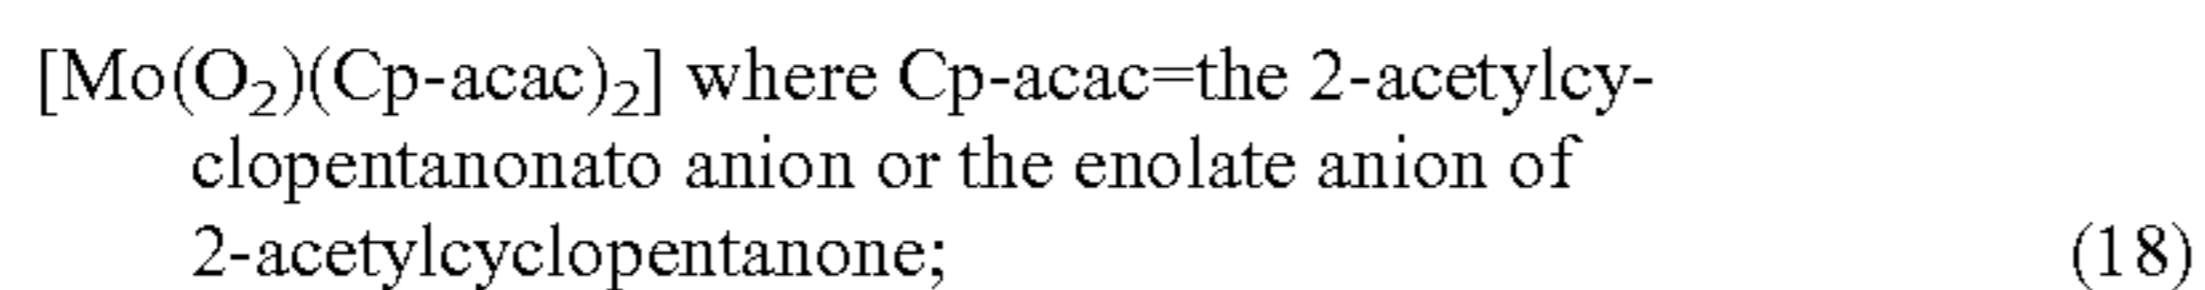 [Mo(O₂)(Cp-acac)₂] where Cp-acac=the 2-acetylcy-
clopentanonato anion or the enolate anion of
2-acetylcyclopentanone; (18)